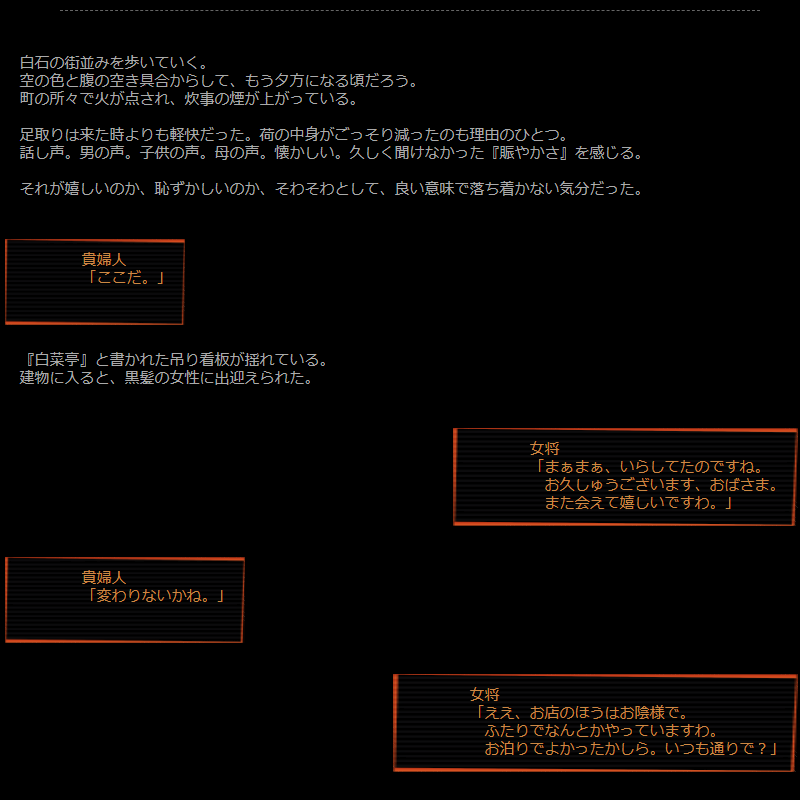 白石の街並みを歩いていく。
空の色と腹の空き具合からして、もう夕方になる頃だろう。
町の所々で火が点され、炊事の煙が上がっている。
足取りは来た時よりも軽快だった。荷の中身がごっそり減ったのも理由のひとつ。
話し声。男の声。子供の声。母の声。懐かしい。久しく聞けなかった『賑やかさ』を感じる。
それが嬉しいのか、恥ずかしいのか、そわそわとして、良い意味で落ち着かない気分だった。
貴婦人
「ここだ。」
『白菜亭』と書かれた吊り看板が揺れている。
建物に入ると、黒髪の女性に出迎えられた。
女将
「まぁまぁ、いらしてたのですね。
お久しゅうございます、おばさま。
また会えて嬉しいですわ。」
貴婦人
「変わりないかね。」
女将
「ええ、お店のほうはお陰様で。
ふたりでなんとかやっていますわ。
お泊りでよかったかしら。いつも通りで？」